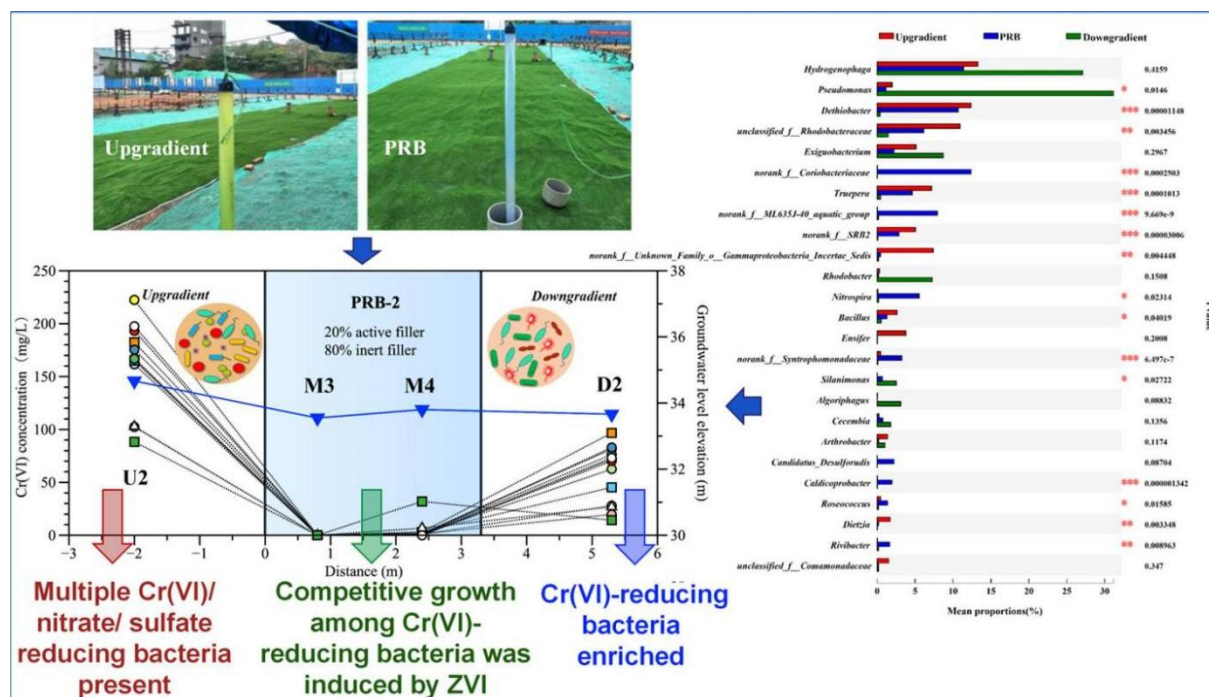 Upgradient
PRB
Upgradient
PRB
Downgradient
Hydrogenophaga
0.4159
Pseudomonas
* 0.0146
Dethiobacter
*** 0.00001148
unclassified_f__Rhodobacteraceae
** 0.003456
Exiguobacterium
0.2967
norank_f__Coriobacteriaceae
*** 0.0002503
Truepera
*** 0.0001013
norank_f__ML635J-40_aquatic_group
*** 9.669e-9
norank_f__SRB2
*** 0.00003006
norank_f__Unknown_Family_o__Gammaproteobacteria_Incertae_Sedis
** 0.004448
Rhodobacter
0.1508
Nitrospira
* 0.02314
Bacillus
* 0.04019
Ensifer
0.2008
norank_f__Syntrophomonadaceae
*** 6.497e-7
Silanimonas
* 0.02722
Algoriphagus
0.08832
Cecembia
0.1356
Arthrobacter
0.1174
Candidatus_Desulforudis
0.08704
Caldicoprobacter
*** 0.000001342
Roseococcus
* 0.01585
Dietzia
** 0.003348
Rivibacter
** 0.008963
unclassified_f__Comamonadaceae
0.347
0 5 10 15 20 25 30
Mean proportions(%)
Cr(VI) concentration (mg/L)
250
200
150
100
50
0
Upgradient
PRB-2
20% active filler
80% inert filler
Downgradient
U2
M3
M4
D2
38
36
34
32
30
Groundwater level elevation (m)
−3 −2 −1 0 1 2 3 4 5 6
Distance (m)
Multiple Cr(VI)/
nitrate/ sulfate
reducing bacteria
present
Competitive growth
among Cr(VI)-
reducing bacteria was
induced by ZVI
Cr(VI)-reducing
bacteria
enriched